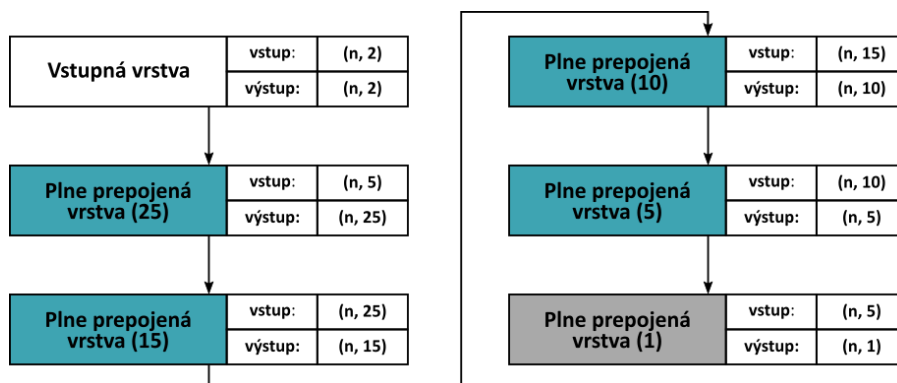 Vstupná vrstva
vstup: (n, 2)
výstup: (n, 2)
Plne prepojená
vrstva (25)
vstup: (n, 5)
výstup: (n, 25)
Plne prepojená
vrstva (15)
vstup: (n, 25)
výstup: (n, 15)
Plne prepojená
vrstva (10)
vstup: (n, 15)
výstup: (n, 10)
Plne prepojená
vrstva (5)
vstup: (n, 10)
výstup: (n, 5)
Plne prepojená
vrstva (1)
vstup: (n, 5)
výstup: (n, 1)